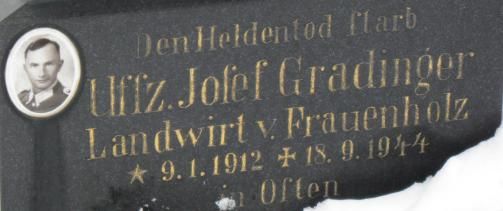 Den Heldentod starb
Uffz. Josef Gradinger
Landwirt v. Frauenholz
* 9.1.1912 ✠ 18.9.1944
in Osten